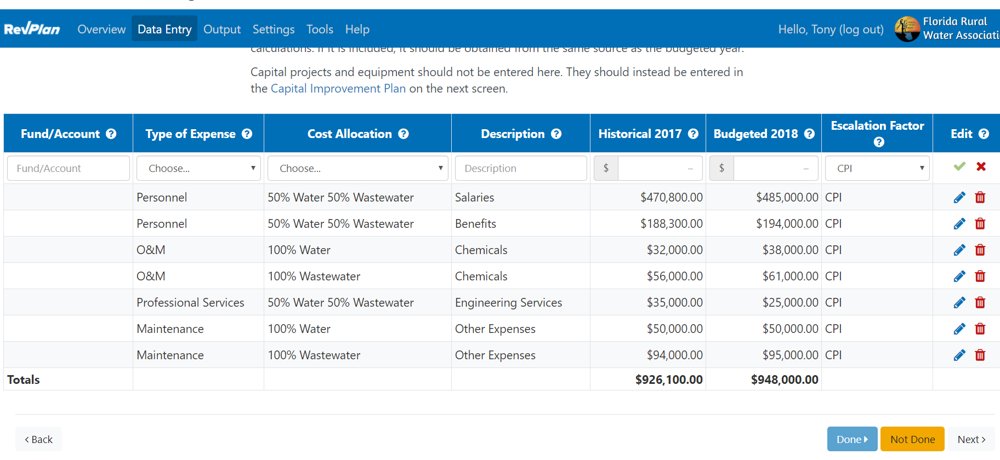 RevPlan Overview Data Entry Output Settings Tools Help Hello, Tony (log out) Florida Rural
Water Associati
calculations. If it is included, it should be obtained from the same source as the budgeted year.
Capital projects and equipment should not be entered here. They should instead be entered in
the Capital Improvement Plan on the next screen.
Fund/Account ? Type of Expense ? Cost Allocation ? Description ? Historical 2017 ? Budgeted 2018 ? Escalation Factor ? Edit ?
Fund/Account Choose... Choose... Description $ – $ – CPI
Personnel 50% Water 50% Wastewater Salaries $470,800.00 $485,000.00 CPI
Personnel 50% Water 50% Wastewater Benefits $188,300.00 $194,000.00 CPI
O&M 100% Water Chemicals $32,000.00 $38,000.00 CPI
O&M 100% Wastewater Chemicals $56,000.00 $61,000.00 CPI
Professional Services 50% Water 50% Wastewater Engineering Services $35,000.00 $25,000.00 CPI
Maintenance 100% Water Other Expenses $50,000.00 $50,000.00 CPI
Maintenance 100% Wastewater Other Expenses $94,000.00 $95,000.00 CPI
Totals $926,100.00 $948,000.00
‹ Back Done Not Done Next ›